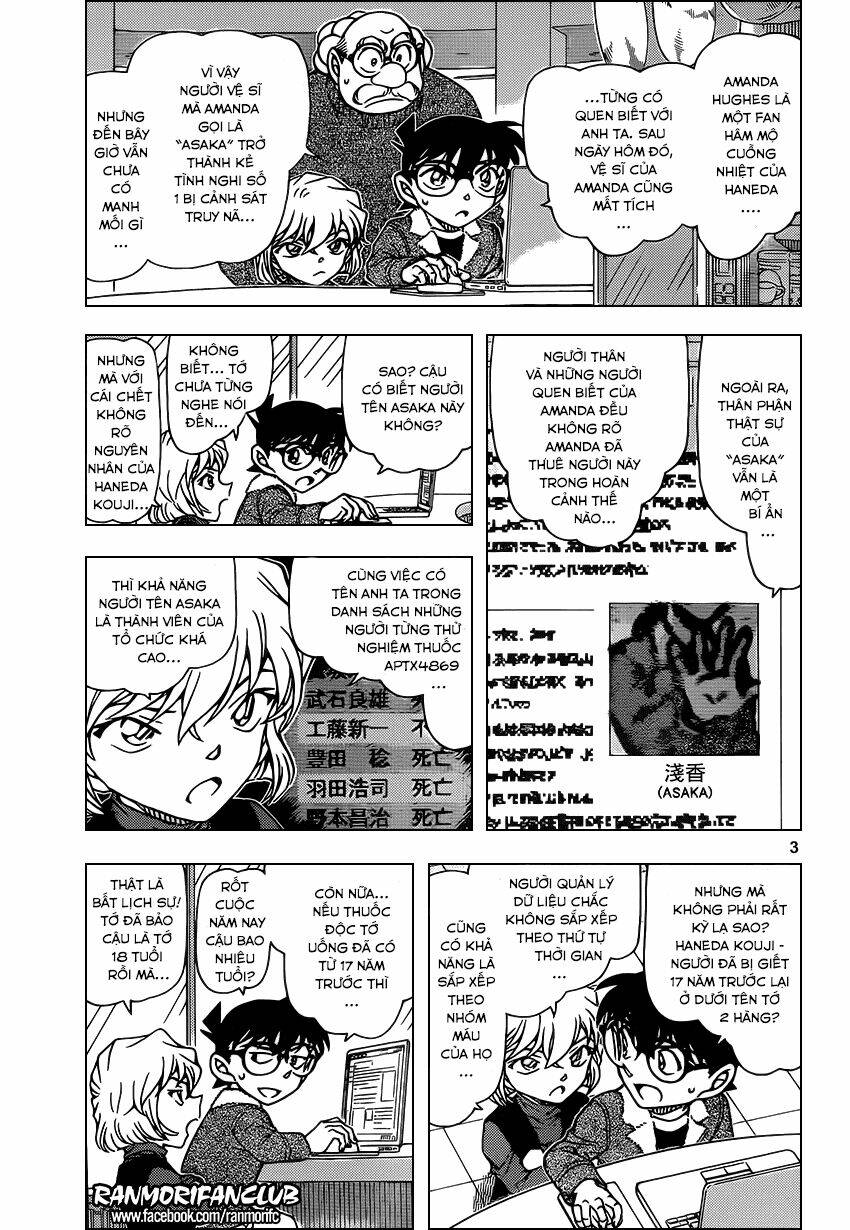 AMANDA
HUGHES LÀ
MỘT FAN
HÂM MỘ
CUỒNG
NHIỆT CỦA
HANEDA
....
...TỪNG CÓ
QUEN BIẾT VỚI
ANH TA. SAU
NGÀY HÔM ĐÓ,
VỆ SĨ CỦA
AMANDA CŨNG
MẤT TÍCH
...
VÌ VẬY
NGƯỜI VỆ SĨ
MÀ AMANDA
GỌI LÀ
“ASAKA” TRỞ
THÀNH KẺ
TÌNH NGHI SỐ
1 BỊ CẢNH SÁT
TRUY NÃ...
NHƯNG
ĐẾN BÂY
GIỜ VẪN
CHƯA
CÓ
MANH
MỐI GÌ
...
NGOÀI RA,
THÂN PHẬN
THẬT SỰ
CỦA
“ASAKA”
VẪN LÀ
MỘT
BÍ ẨN
...
NGƯỜI THÂN
VÀ NHỮNG NGƯỜI
QUEN BIẾT CỦA
AMANDA ĐỀU
KHÔNG RÕ
AMANDA ĐÃ
THUÊ NGƯỜI NÀY
TRONG HOÀN
CẢNH THẾ
NÀO...
淺香
(ASAKA)
SAO? CẬU
CÓ BIẾT NGƯỜI
TÊN ASAKA NÀY
KHÔNG?
KHÔNG
BIẾT... TỚ
CHƯA TỪNG
NGHE NÓI
ĐẾN...
NHƯNG
MÀ VỚI
CÁI CHẾT
KHÔNG
RÕ
NGUYÊN
NHÂN CỦA
HANEDA
KOUJI...
CÙNG VIỆC CÓ
TÊN ANH TA TRONG
DANH SÁCH NHỮNG
NGƯỜI TỪNG THỬ
NGHIỆM THUỐC
APTX4869
...
THÌ KHẢ NĂNG
NGƯỜI TÊN ASAKA
LÀ THÀNH VIÊN CỦA
TỔ CHỨC KHÁ
CAO...
武石良雄
工藤新一 不
豊田 稔 死亡
羽田浩司 死亡
野本昌治 死亡
3
NHƯNG MÀ
KHÔNG PHẢI RẤT
KỲ LẠ SAO?
HANEDA KOUJI -
NGƯỜI ĐÃ BỊ GIẾT
17 NĂM TRƯỚC LẠI
Ở DƯỚI TÊN TỚ
2 HÀNG?
NGƯỜI QUẢN LÝ
DỮ LIỆU CHẮC
KHÔNG SẮP XẾP
THEO THỨ TỰ
THỜI GIAN
...
CŨNG
CÓ KHẢ
NĂNG LÀ
SẮP XẾP
THEO
NHÓM
MÁU
CỦA HỌ
CÒN NỮA...
NẾU THUỐC
ĐỘC TỚ
UỐNG ĐÃ CÓ
TỪ 17 NĂM
TRƯỚC THÌ
...
RỐT
CUỘC
NĂM NAY
CẬU BAO
NHIÊU
TUỔI?
THẬT LÀ
BẤT LỊCH SỰ!
TỚ ĐÃ BẢO
CẬU LÀ TỚ
18 TUỔI
RỒI MÀ...
RANMORIFANCLUB
www.facebook.com/ranmorifc